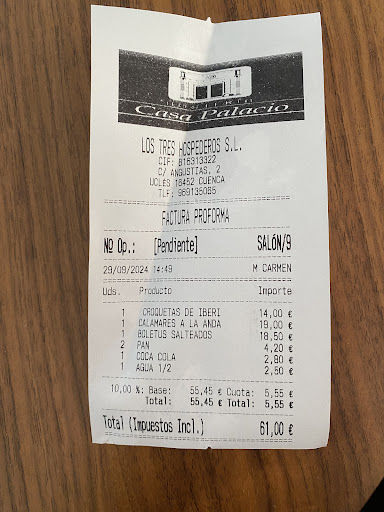 Casa Palacio
LOS TRES HOSPEDEROS S.L.
CIF: B16313322
C/ ANGUSTIAS, 2
UCLÉS 16452 CUENCA
TLF: 969135065
FACTURA PROFORMA
Nº Op.: [Pendiente] SALÓN/9
29/09/2024 14:49 M CARMEN
Uds. Producto Importe
1 CROQUETAS DE IBERI 14,00 €
1 CALAMARES A LA ANDA 19,00 €
1 BOLETUS SALTEADOS 18,50 €
2 PAN 4,20 €
1 COCA COLA 2,80 €
1 AGUA 1/2 2,50 €
10,00 %: Base: 55,45 € Cuota: 5,55 €
Total: 55,45 € Total: 5,55 €
Total (Impuestos Incl.) 61,00 €